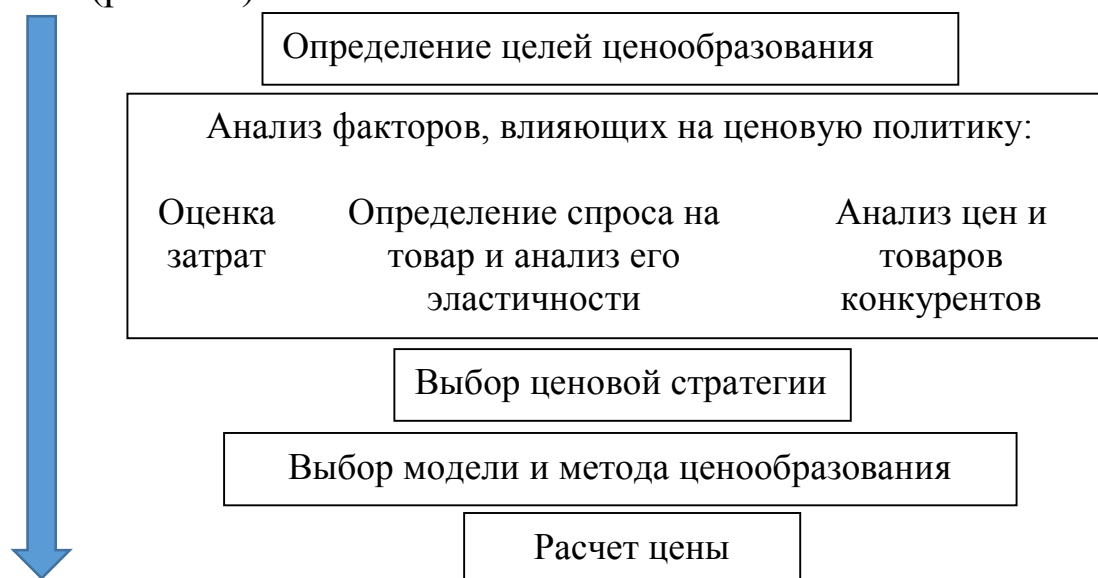 Определение целей ценообразования
Анализ факторов, влияющих на ценовую политику:
Оценка
затрат
Определение спроса на
товар и анализ его
эластичности
Анализ цен и
товаров
конкурентов
Выбор ценовой стратегии
Выбор модели и метода ценообразования
Расчет цены